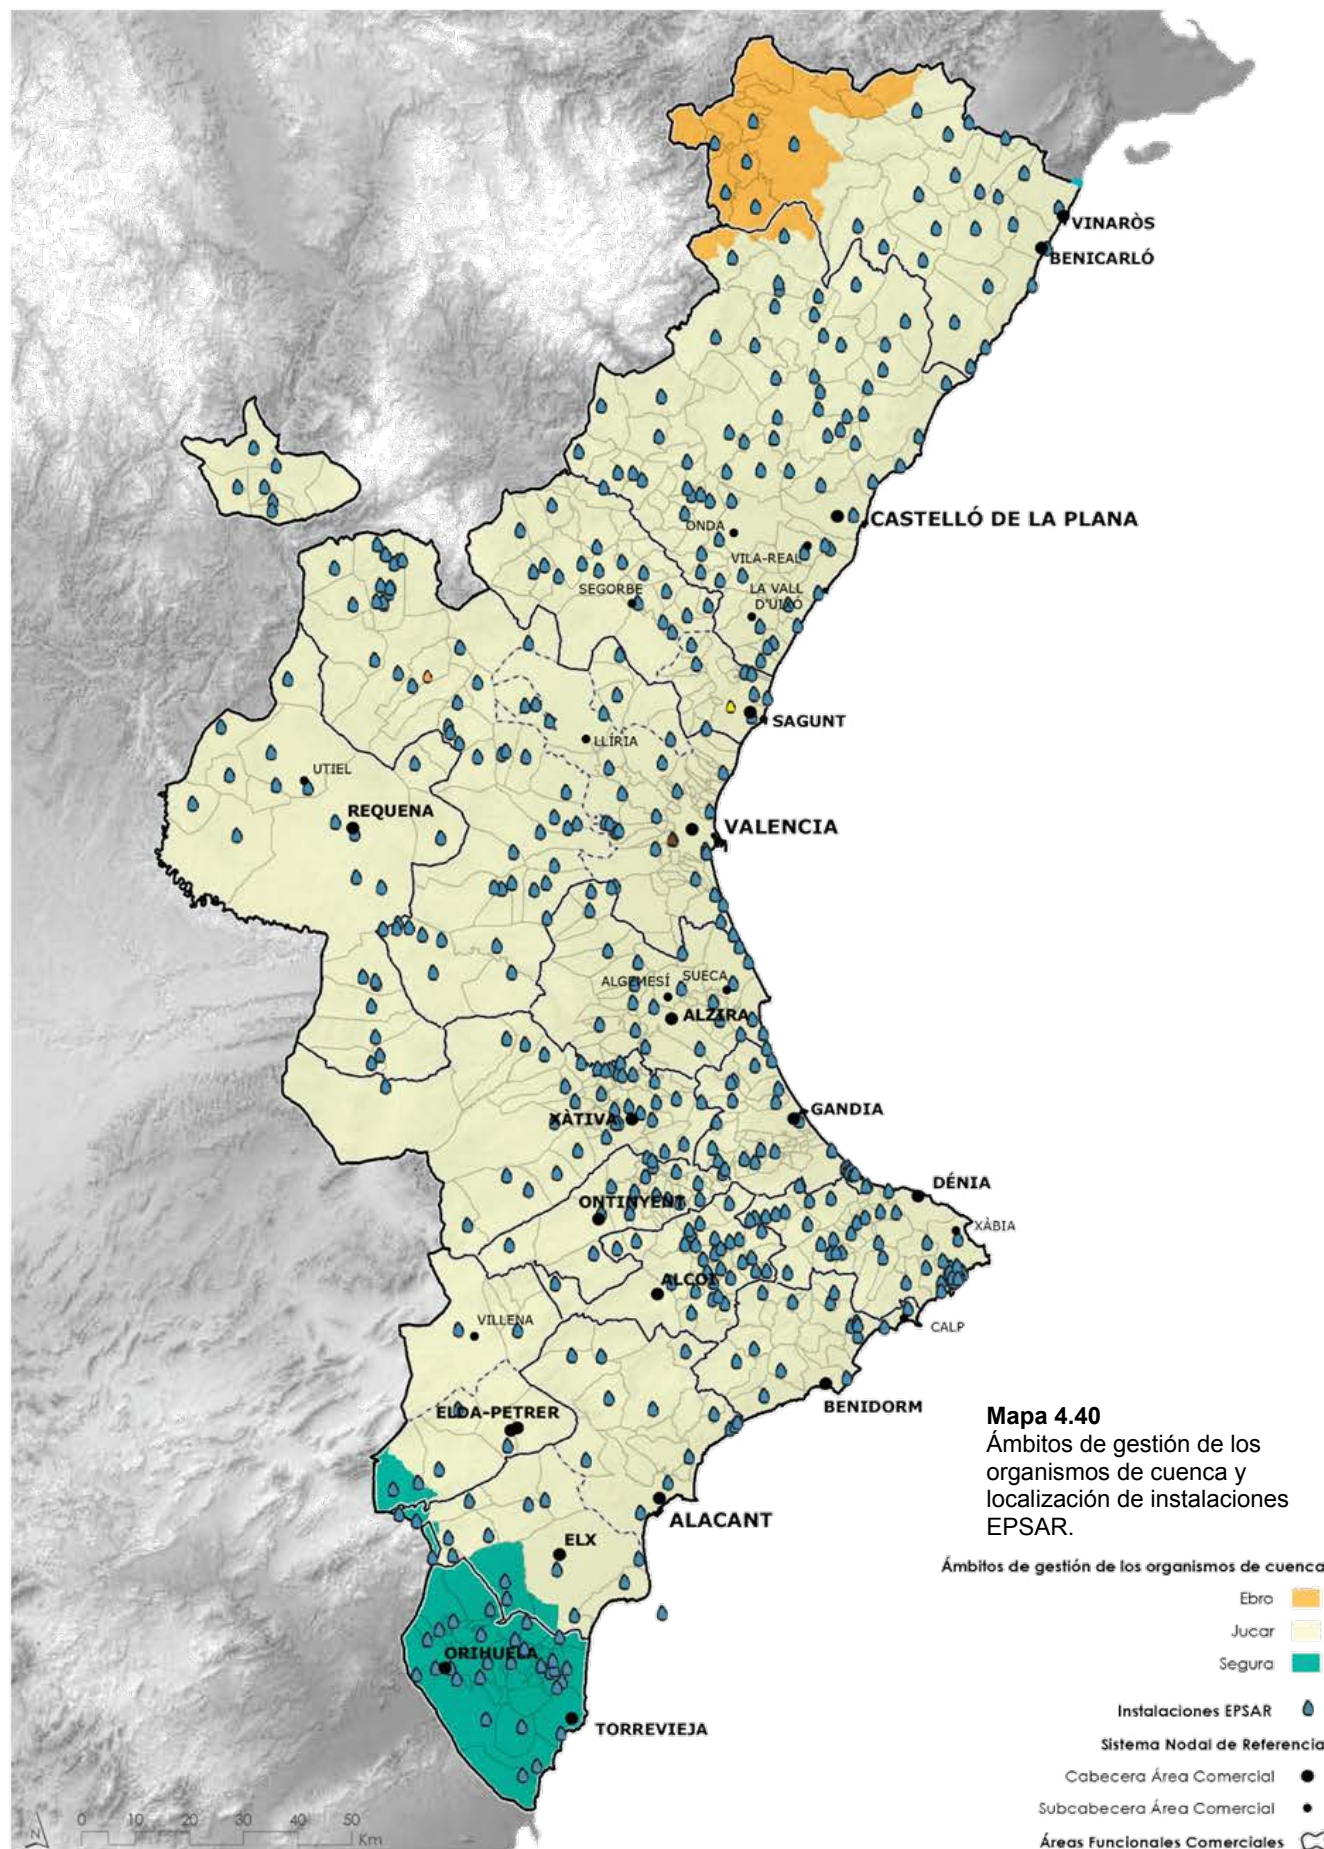 VINARÒS
BENICARLÓ
CASTELLÓ DE LA PLANA
ONDA
VILA-REAL
SEGORBE
LA VALL
D'UIXÓ
SAGUNT
LLÍRIA
UTIEL
REQUENA
VALENCIA
ALGEMESÍ
SUECA
ALZIRA
XÀTIVA
GANDIA
DÉNIA
ONTINYENT
XÀBIA
ALCOI
VILLENA
CALP
BENIDORM
ELDA-PETRER
Mapa 4.40
Ámbitos de gestión de los
organismos de cuenca y
localización de instalaciones
EPSAR.
ALACANT
ELX
Ámbitos de gestión de los organismos de cuenca
Ebro
Jucar
Segura
ORIHUELA
Instalaciones EPSAR
TORREVIEJA
Sistema Nodal de Referencia
Cabecera Área Comercial
Subcabecera Área Comercial
Áreas Funcionales Comerciales
N
0 10 20 30 40 50
Km